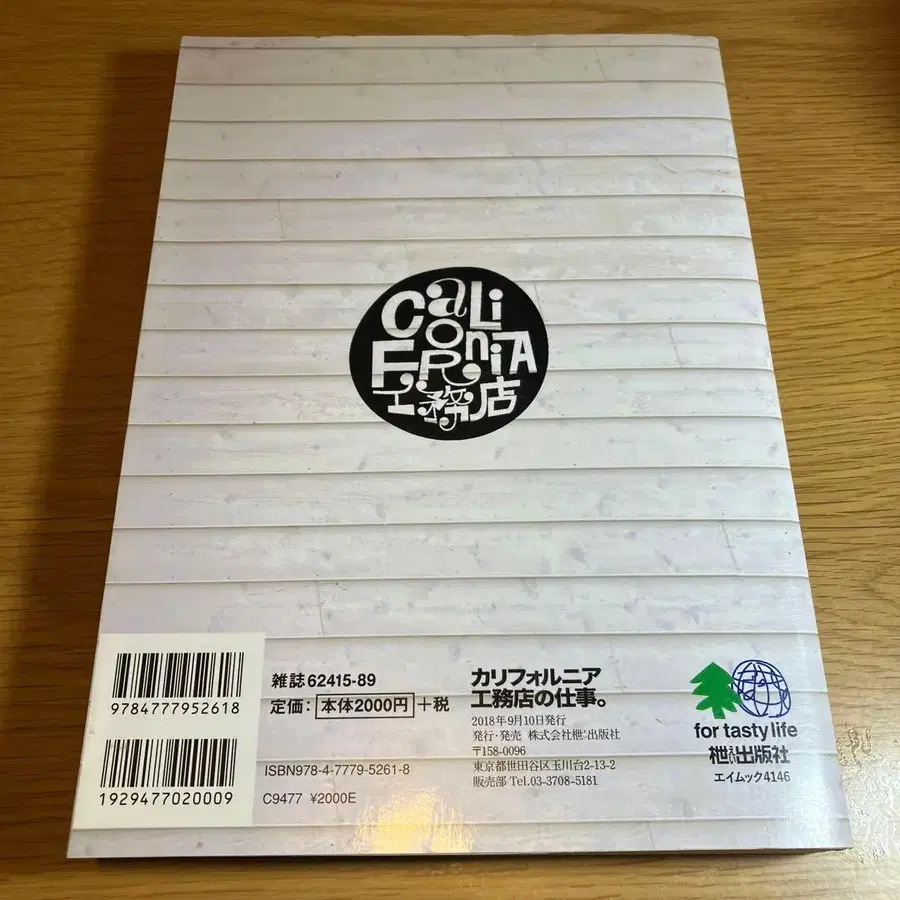 CaLi
FORniA
工務店
9784777952618
1929477020009
雑誌 62415-89
定価： 本体2000円 +税
ISBN978-4-7779-5261-8
C9477 ¥2000E
カリフォルニア
工務店の仕事。
2018年9月10日発行
発行・発売 株式会社枻出版社
〒158-0096
東京都世田谷区玉川台2-13-2
販売部 Tel.03-3708-5181
for tasty life
枻出版社
エイムック 4146